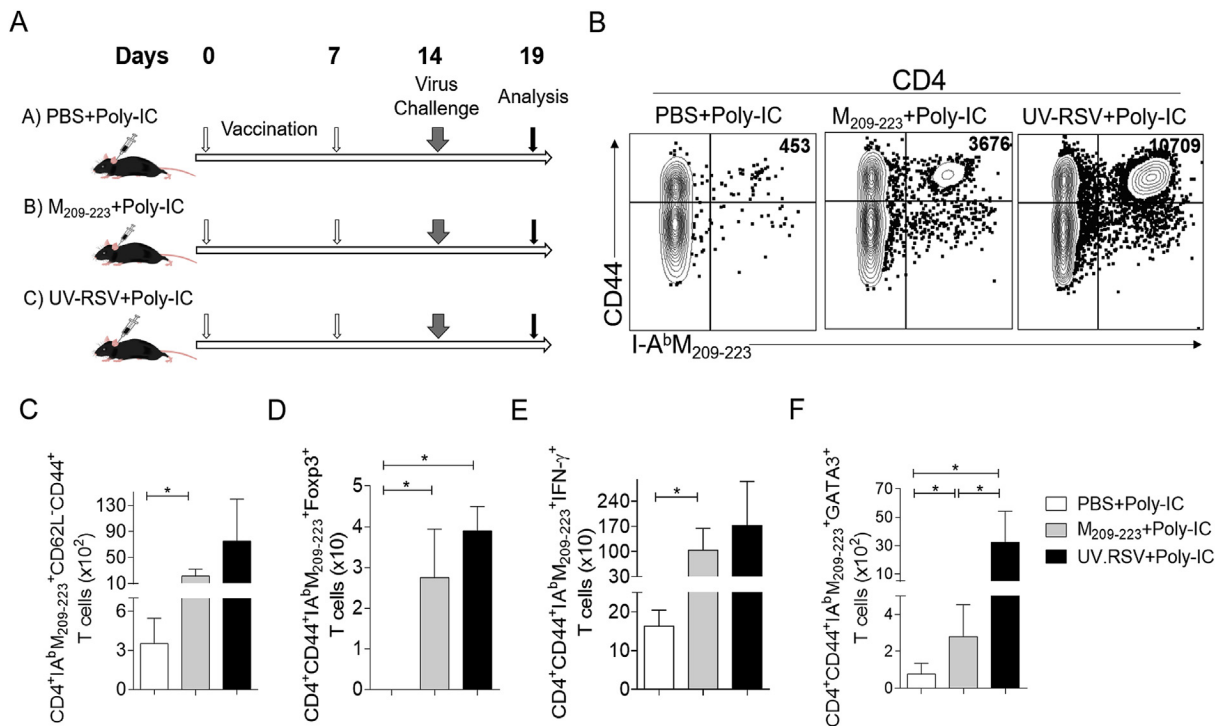 A
Days 0 7 14 19
Virus
Challenge
Analysis
A) PBS+Poly-IC
Vaccination
B) M209-223+Poly-IC
C) UV-RSV+Poly-IC
B
CD4
PBS+Poly-IC M209-223+Poly-IC UV-RSV+Poly-IC
453 3676 10709
CD44
I-AbM209-223
C
CD4+IAbM209-223+CD62L-CD44+
T cells (x10²)
130
90
50
10
6
3
0
*
D
CD4+CD44+IAbM209-223+Foxp3+
T cells (x10)
5
4
3
2
1
0
*
*
E
CD4+CD44+IAbM209-223+IFN-γ+
T cells (x10)
240
170
100
30
20
10
0
*
F
CD4+CD44+IAbM209-223+GATA3+
T cells (x10²)
70
50
30
10
4
2
0
*
* *
PBS+Poly-IC
M209-223+Poly-IC
UV.RSV+Poly-IC